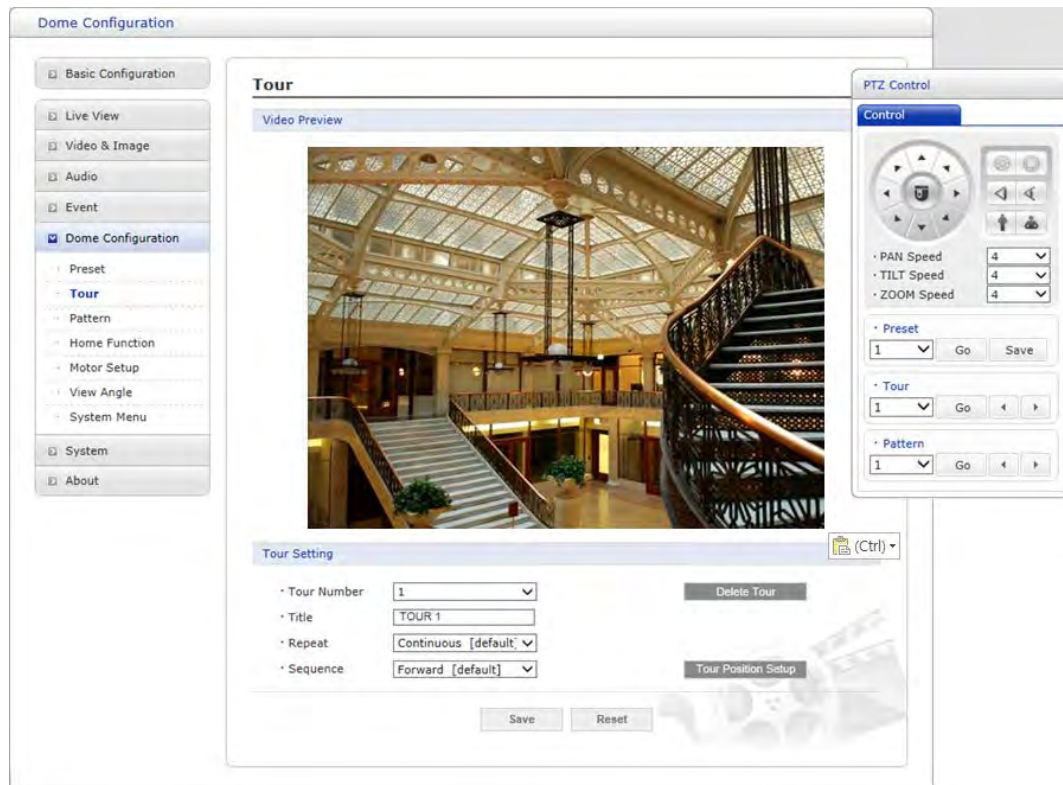 Dome Configuration
Basic Configuration
Live View
Video & Image
Audio
Event
Dome Configuration
Preset
Tour
Pattern
Home Function
Motor Setup
View Angle
System Menu
System
About
Tour
Video Preview
Tour Setting
Tour Number 1 Delete Tour
Title TOUR 1
Repeat Continuous [default]
Sequence Forward [default] Tour Position Setup
Save Reset
(Ctrl)
PTZ Control
Control
PAN Speed 4
TILT Speed 4
ZOOM Speed 4
Preset
1 Go Save
Tour
1 Go
Pattern
1 Go